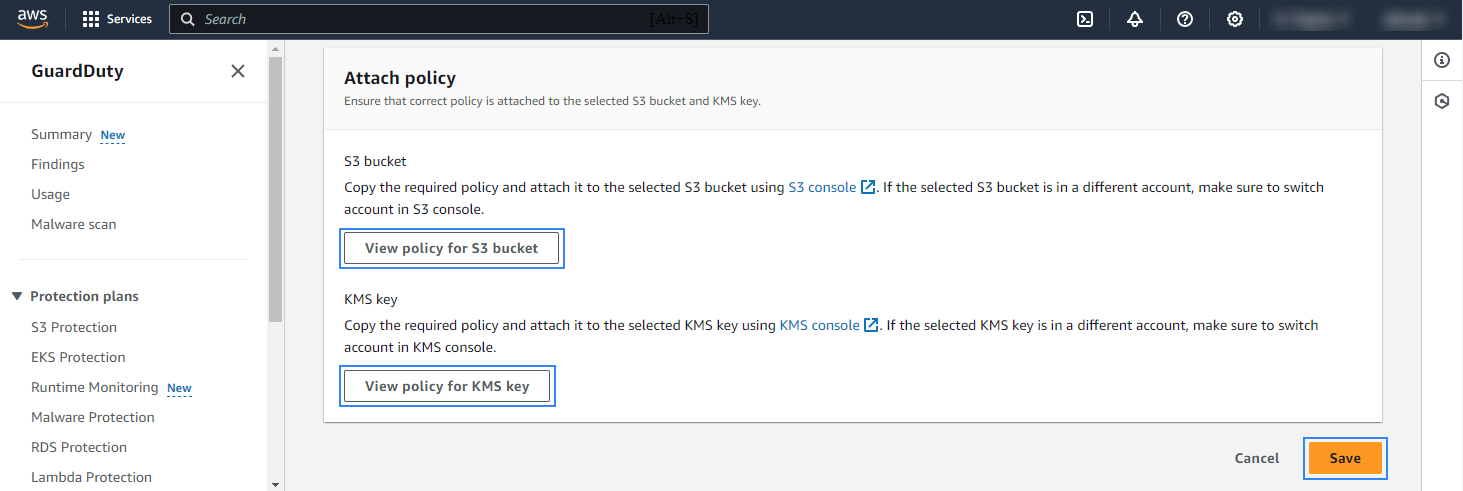 aws
Services
Search
[Alt+S]
GuardDuty
Summary New
Findings
Usage
Malware scan
Protection plans
S3 Protection
EKS Protection
Runtime Monitoring New
Malware Protection
RDS Protection
Lambda Protection
Attach policy
Ensure that correct policy is attached to the selected S3 bucket and KMS key.
S3 bucket
Copy the required policy and attach it to the selected S3 bucket using S3 console. If the selected S3 bucket is in a different account, make sure to switch
account in S3 console.
View policy for S3 bucket
KMS key
Copy the required policy and attach it to the selected KMS key using KMS console. If the selected KMS key is in a different account, make sure to switch
account in KMS console.
View policy for KMS key
Cancel
Save